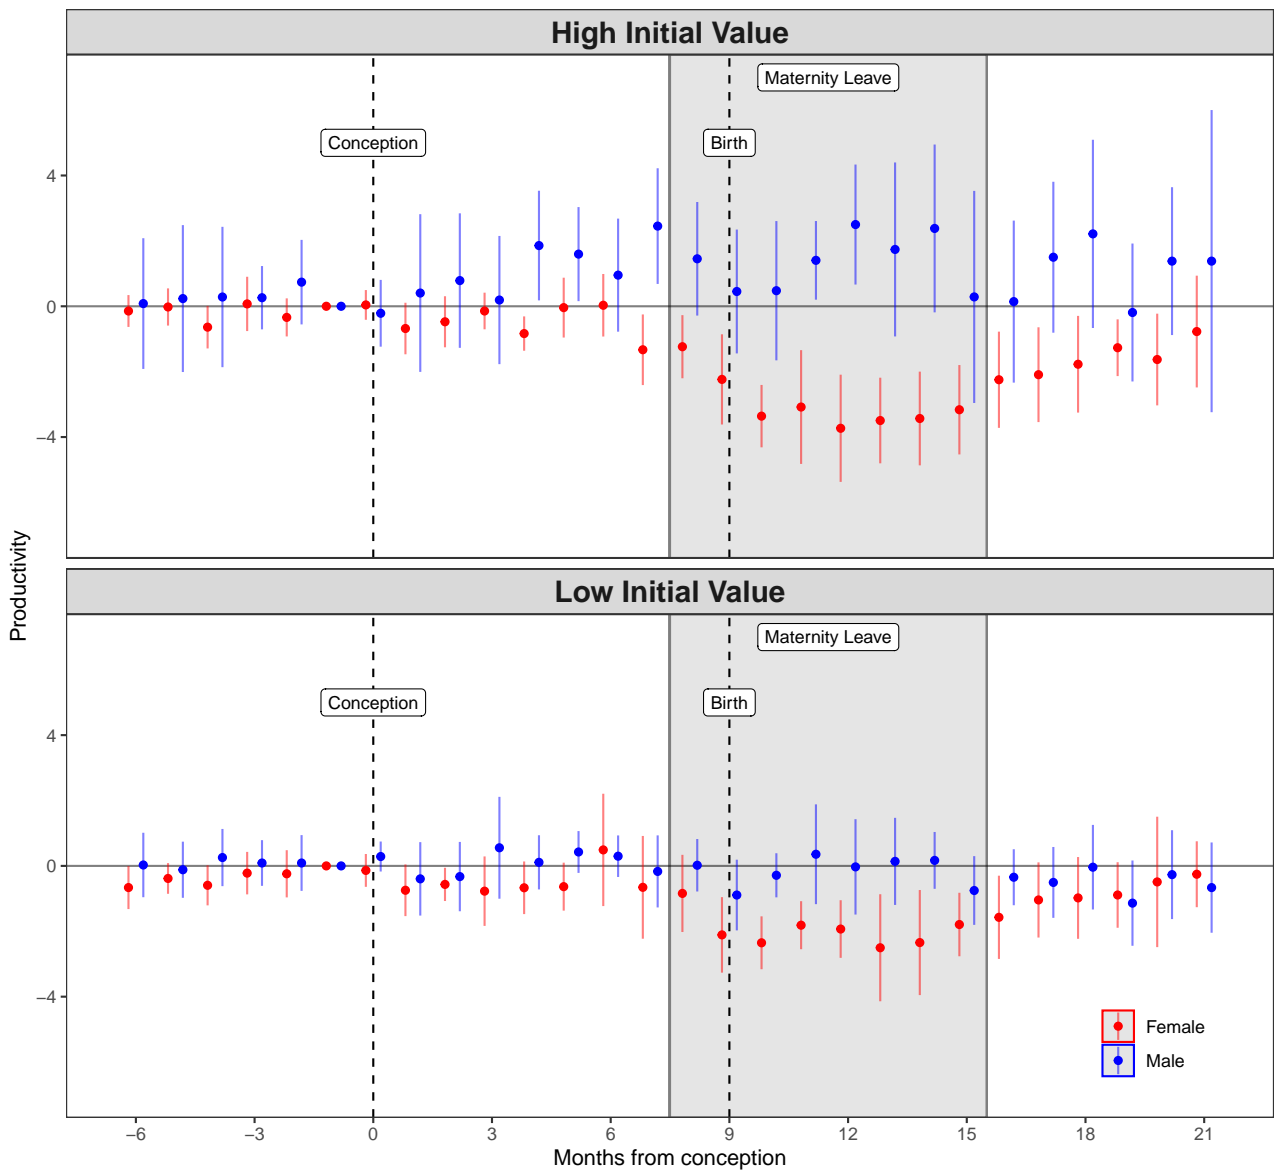 High Initial Value
Maternity Leave
Conception
Birth
4
0
−4
Productivity
Low Initial Value
Maternity Leave
Conception
Birth
4
0
−4
Female
Male
−6 −3 0 3 6 9 12 15 18 21
Months from conception